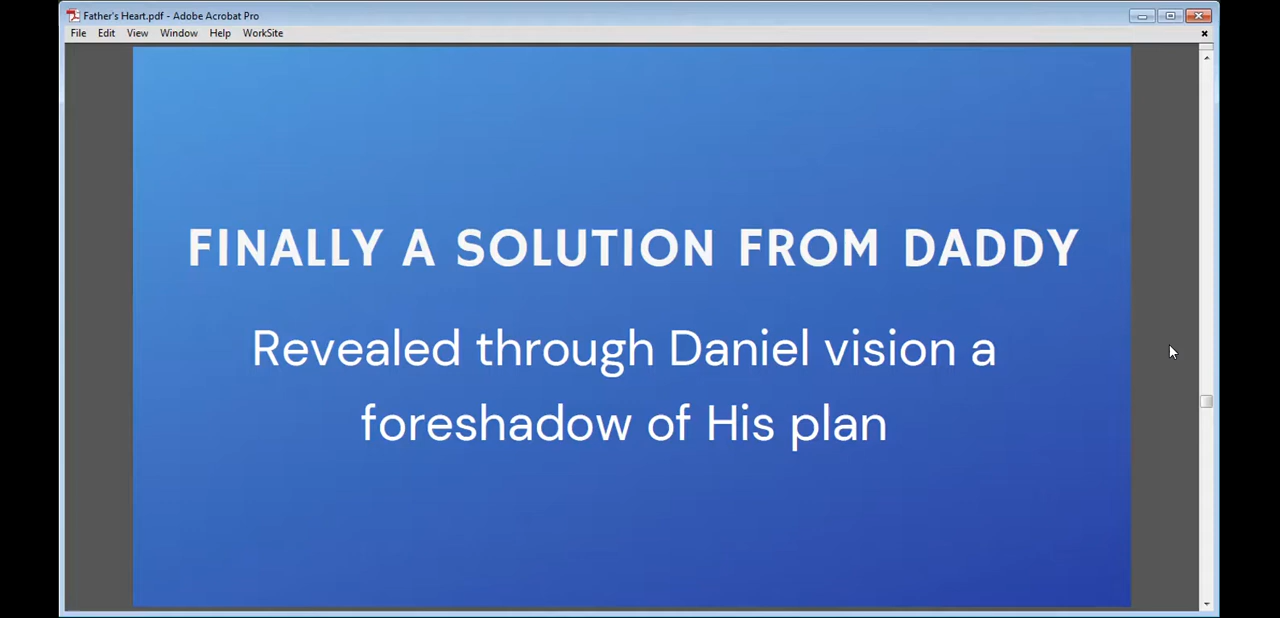 Father's Heart.pdf - Adobe Acrobat Pro
File Edit View Window Help WorkSite
FINALLY A SOLUTION FROM DADDY
Revealed through Daniel vision a
foreshadow of His plan